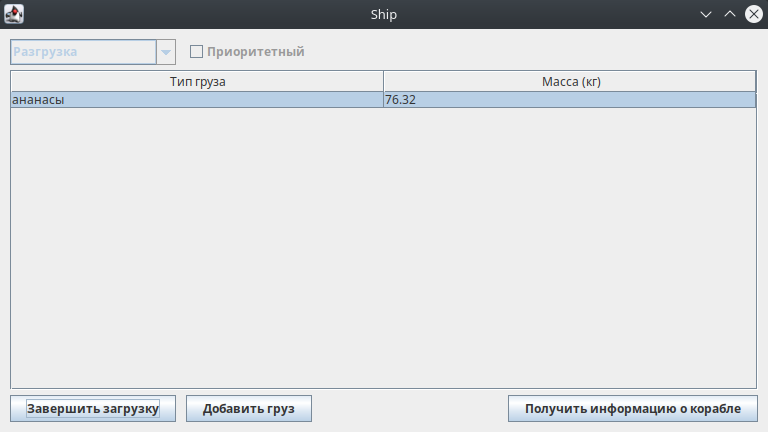 Ship
Разгрузка
Приоритетный
Тип груза
Масса (кг)
ананасы
76.32
Завершить загрузку
Добавить груз
Получить информацию о корабле